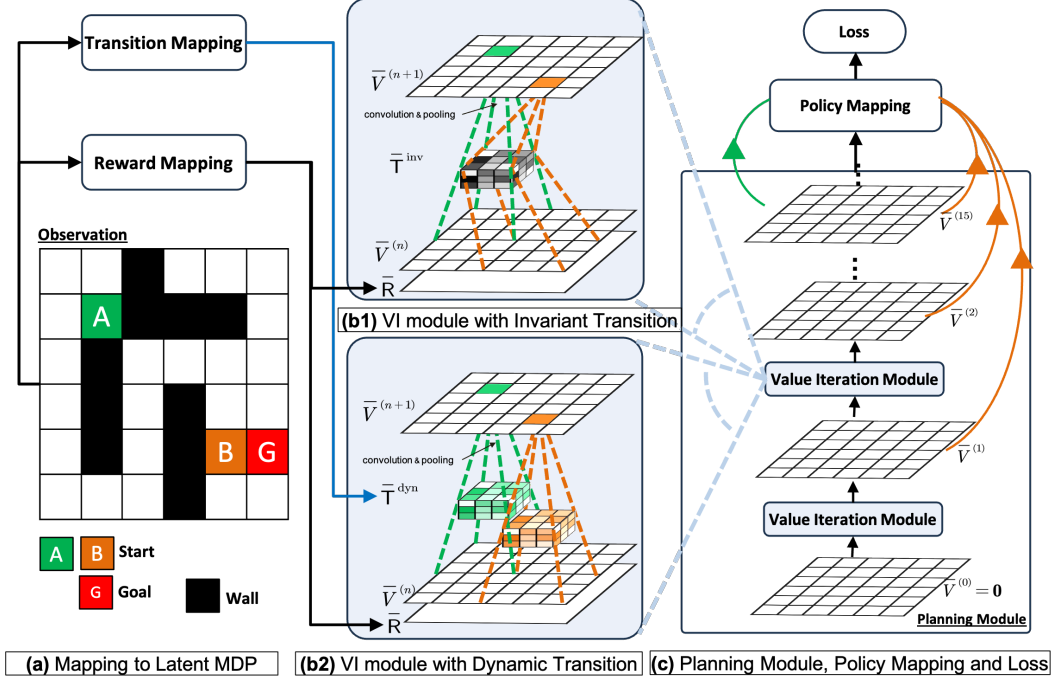 Transition Mapping
Reward Mapping
Observation
A
B
G
A
B
Start
G
Goal
Wall
(a) Mapping to Latent MDP
V̅⁽ⁿ⁺¹⁾
convolution & pooling
T̅ ⁱⁿᵛ
V̅⁽ⁿ⁾
R̅
(b1) VI module with Invariant Transition
V̅⁽ⁿ⁺¹⁾
convolution & pooling
T̅ ᵈʸⁿ
V̅⁽ⁿ⁾
R̅
(b2) VI module with Dynamic Transition
Loss
Policy Mapping
V̅⁽¹⁵⁾
V̅⁽²⁾
Value Iteration Module
V̅⁽¹⁾
Value Iteration Module
V̅⁽⁰⁾ = 0
Planning Module
(c) Planning Module, Policy Mapping and Loss